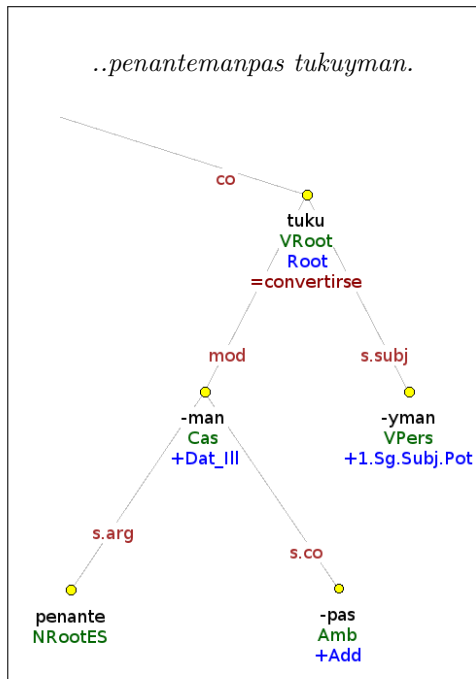 ..penantemanpas tukuyman.
co
tuku
VRoot
Root
=convertirse
mod
s.subj
-man
Cas
+Dat_Ill
-yman
VPers
+1.Sg.Subj.Pot
s.arg
s.co
penante
NRootES
-pas
Amb
+Add